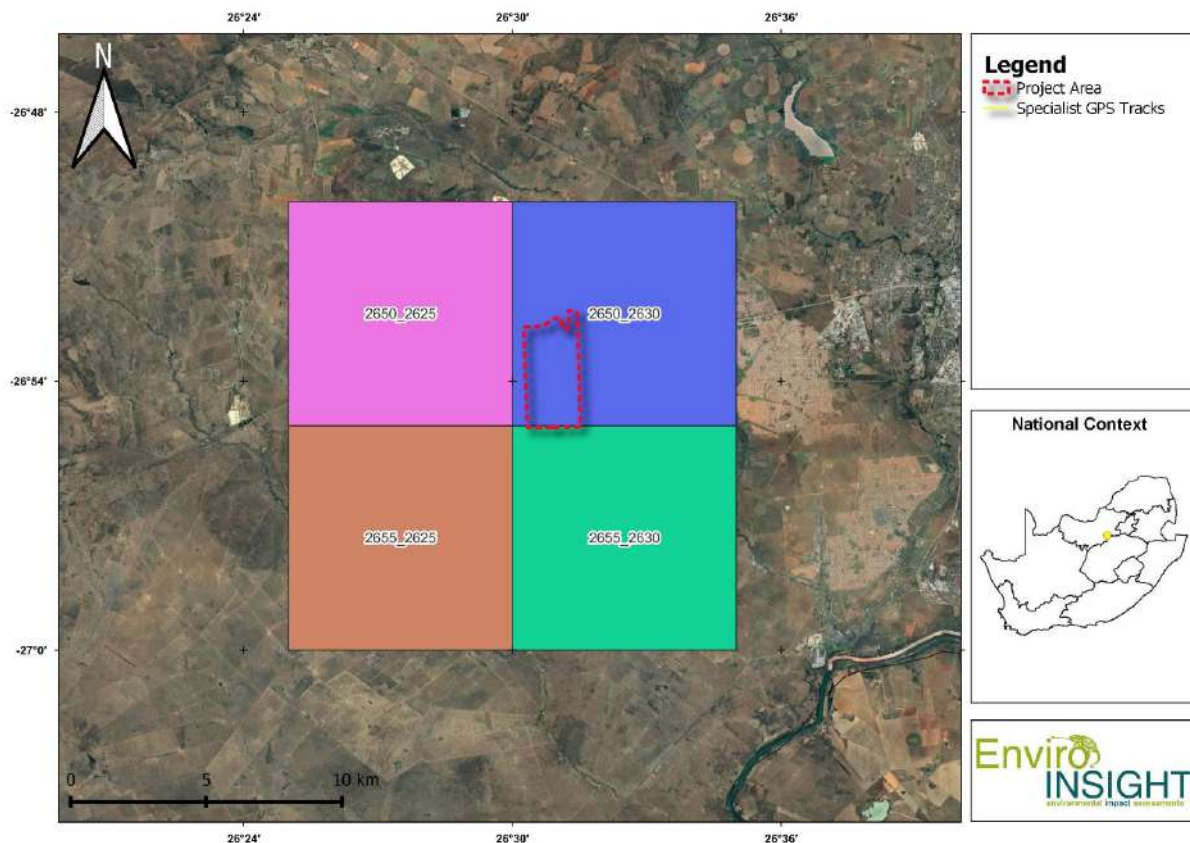 26°24'
26°30'
26°36'
N
-26°48'
-26°54'
-27°0'
2650_2625
2650_2630
2655_2625
2655_2630
0
5
10 km
26°24'
26°30'
26°36'
Legend
Project Area
Specialist GPS Tracks
National Context
Enviro
INSIGHT
environmental impact assessments